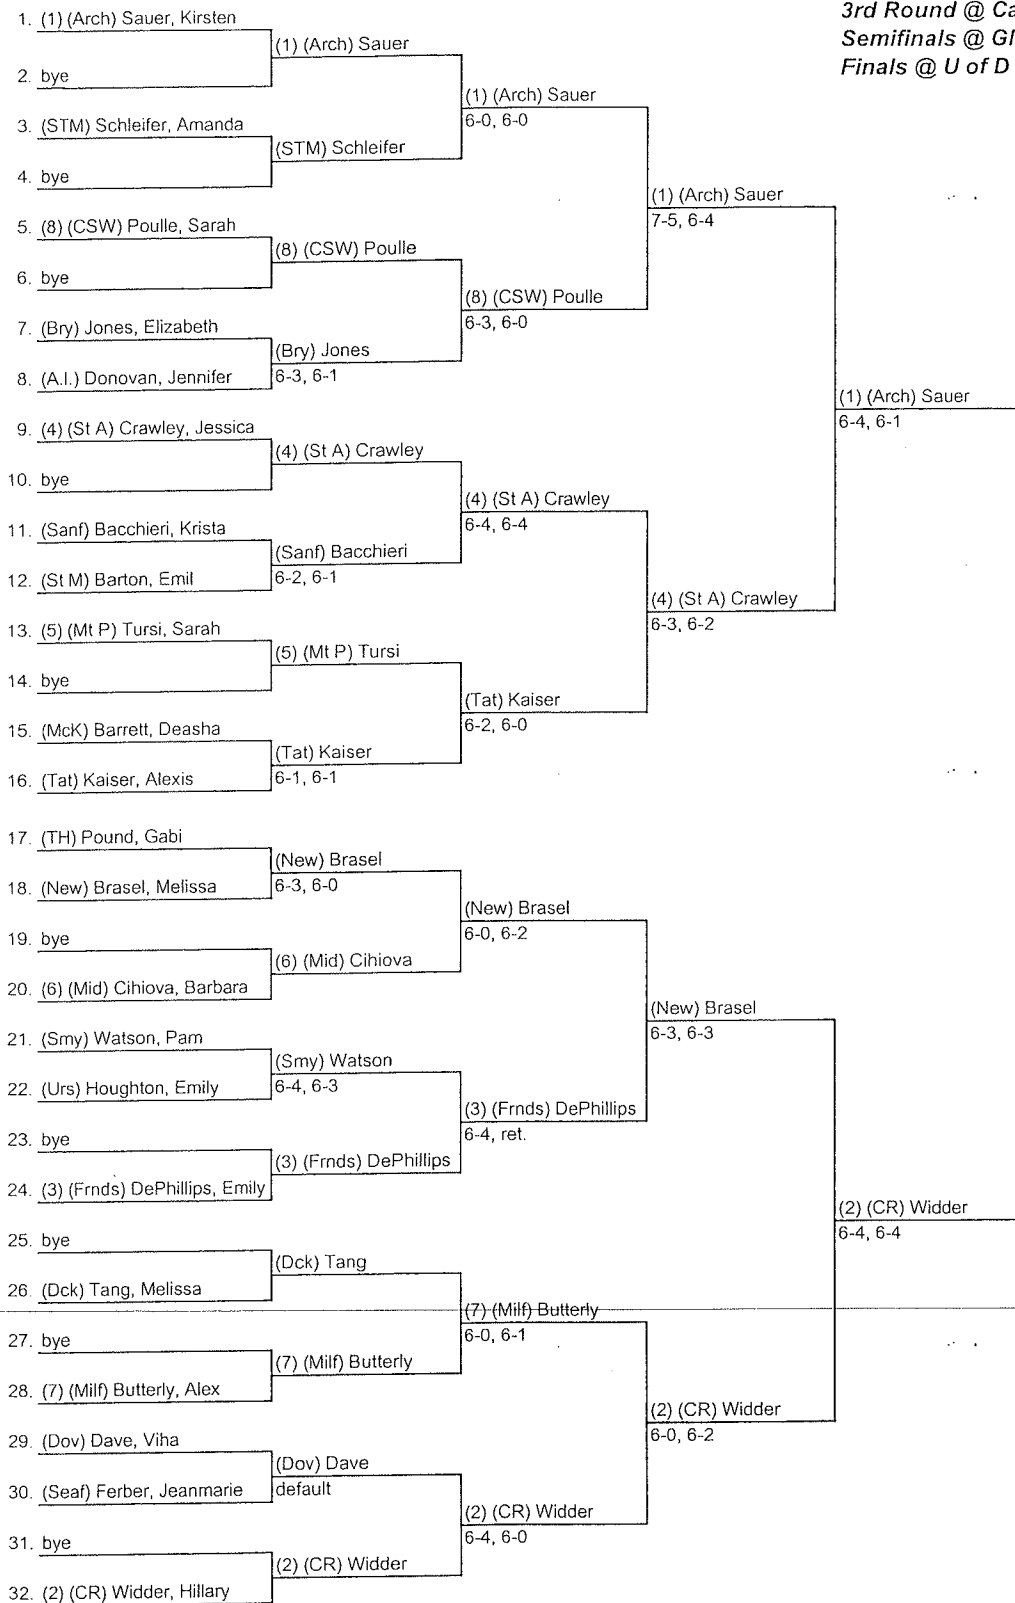 3rd Round @ Ca
Semifinals @ Gl
Finals @ U of D
1. (1) (Arch) Sauer, Kirsten
2. bye
3. (STM) Schleifer, Amanda
4. bye
5. (8) (CSW) Poulle, Sarah
6. bye
7. (Bry) Jones, Elizabeth
8. (A.I.) Donovan, Jennifer
9. (4) (St A) Crawley, Jessica
10. bye
11. (Sanf) Bacchieri, Krista
12. (St M) Barton, Emil
13. (5) (Mt P) Tursi, Sarah
14. bye
15. (McK) Barrett, Deasha
16. (Tat) Kaiser, Alexis
17. (TH) Pound, Gabi
18. (New) Brasel, Melissa
19. bye
20. (6) (Mid) Cihiova, Barbara
21. (Smy) Watson, Pam
22. (Urs) Houghton, Emily
23. bye
24. (3) (Frnds) DePhillips, Emily
25. bye
26. (Dck) Tang, Melissa
27. bye
28. (7) (Milf) Butterly, Alex
29. (Dov) Dave, Viha
30. (Seaf) Ferber, Jeanmarie
31. bye
32. (2) (CR) Widder, Hillary
(1) (Arch) Sauer
(STM) Schleifer
(8) (CSW) Poulle
(Bry) Jones
6-3, 6-1
(4) (St A) Crawley
(Sanf) Bacchieri
6-2, 6-1
(5) (Mt P) Tursi
(Tat) Kaiser
6-1, 6-1
(New) Brasel
6-3, 6-0
(6) (Mid) Cihiova
(Smy) Watson
6-4, 6-3
(3) (Frnds) DePhillips
(Dck) Tang
(7) (Milf) Butterly
(Dov) Dave
default
(2) (CR) Widder
(1) (Arch) Sauer
6-0, 6-0
(8) (CSW) Poulle
6-3, 6-0
(4) (St A) Crawley
6-4, 6-4
(Tat) Kaiser
6-2, 6-0
(New) Brasel
6-0, 6-2
(3) (Frnds) DePhillips
6-4, ret.
(7) (Milf) Butterly
6-0, 6-1
(2) (CR) Widder
6-4, 6-0
(1) (Arch) Sauer
7-5, 6-4
(4) (St A) Crawley
6-3, 6-2
(New) Brasel
6-3, 6-3
(2) (CR) Widder
6-0, 6-2
(1) (Arch) Sauer
6-4, 6-1
(2) (CR) Widder
6-4, 6-4